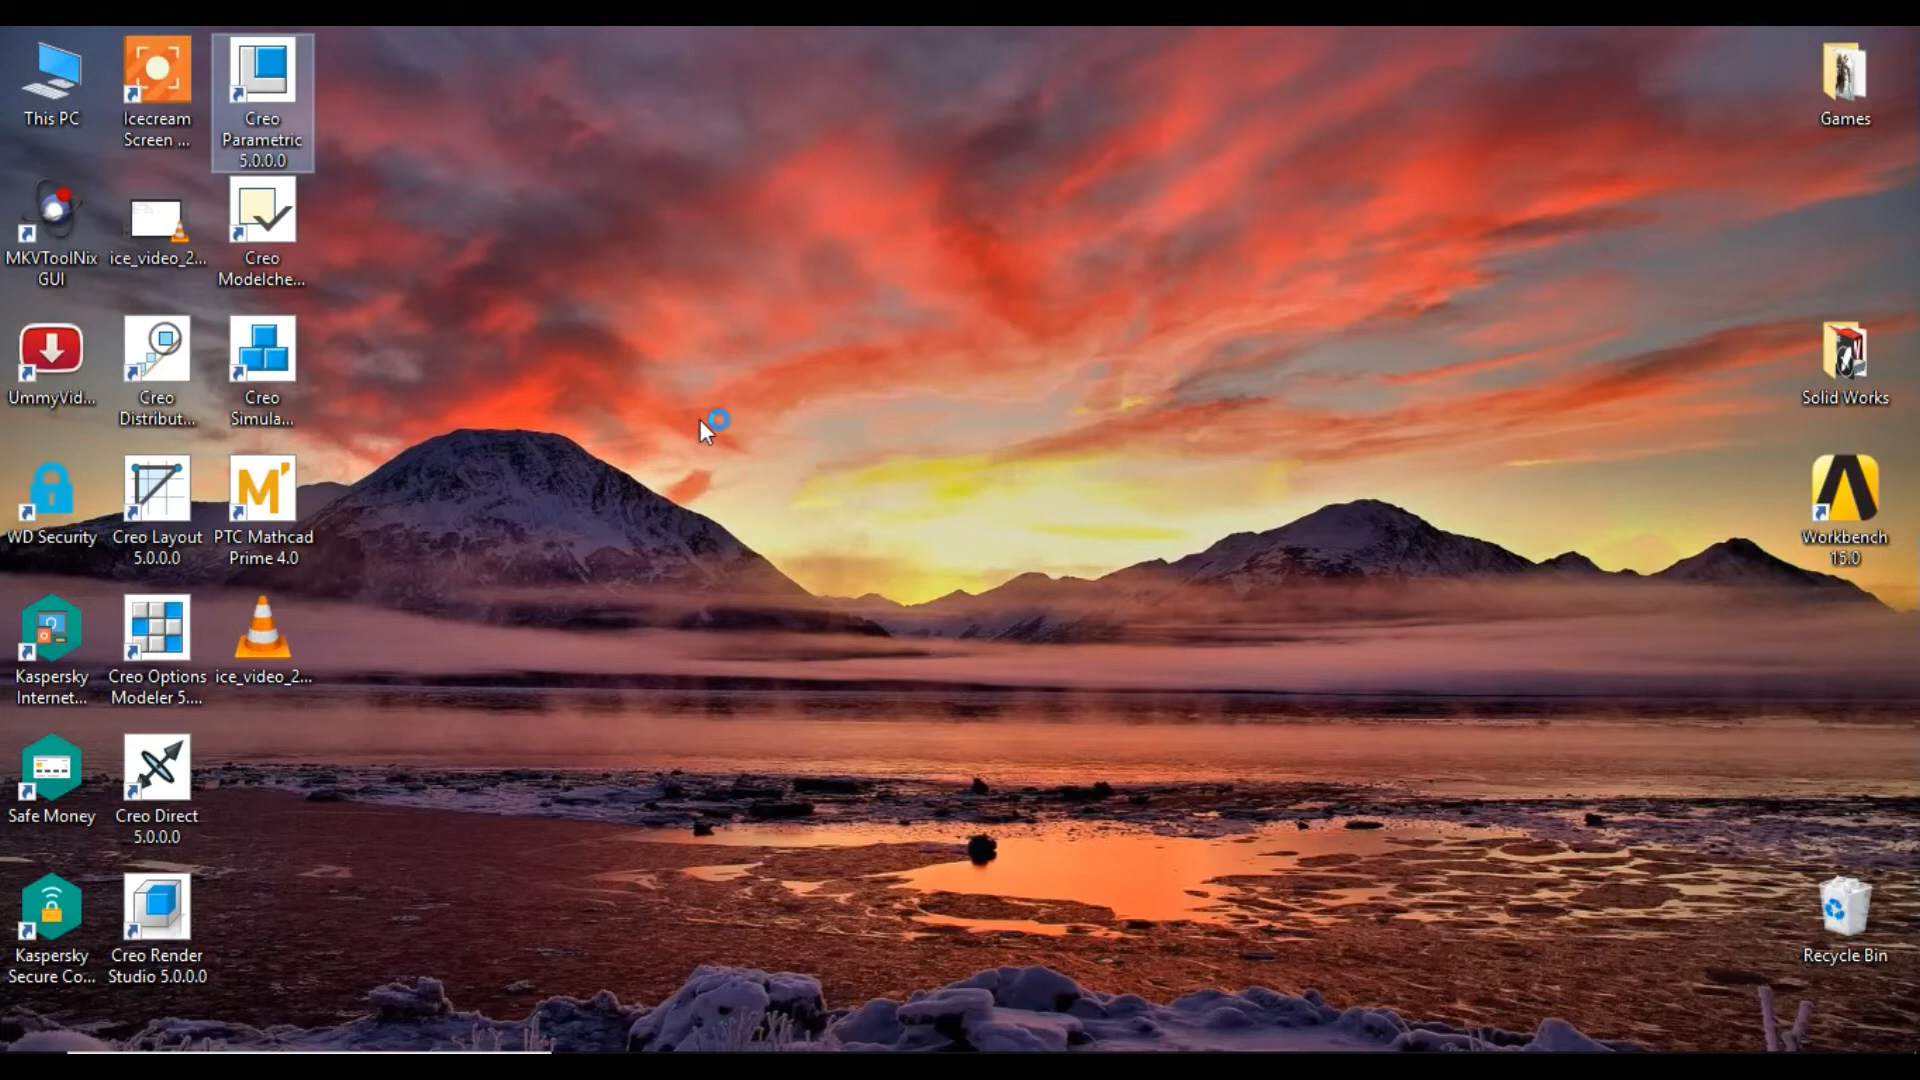 This PC
Icecream
Screen ...
Creo
Parametric
5.0.0.0
Games
MKVToolNix
GUI
ice_video_2...
Creo
Modelche...
UmmyVid...
Creo
Distribut...
Creo
Simula...
Solid Works
WD Security
Creo Layout
5.0.0.0
M'
PTC Mathcad
Prime 4.0
Workbench
15.0
Kaspersky
Internet...
Creo Options
Modeler 5....
ice_video_2...
Safe Money
Creo Direct
5.0.0.0
Kaspersky
Secure Co...
Creo Render
Studio 5.0.0.0
Recycle Bin